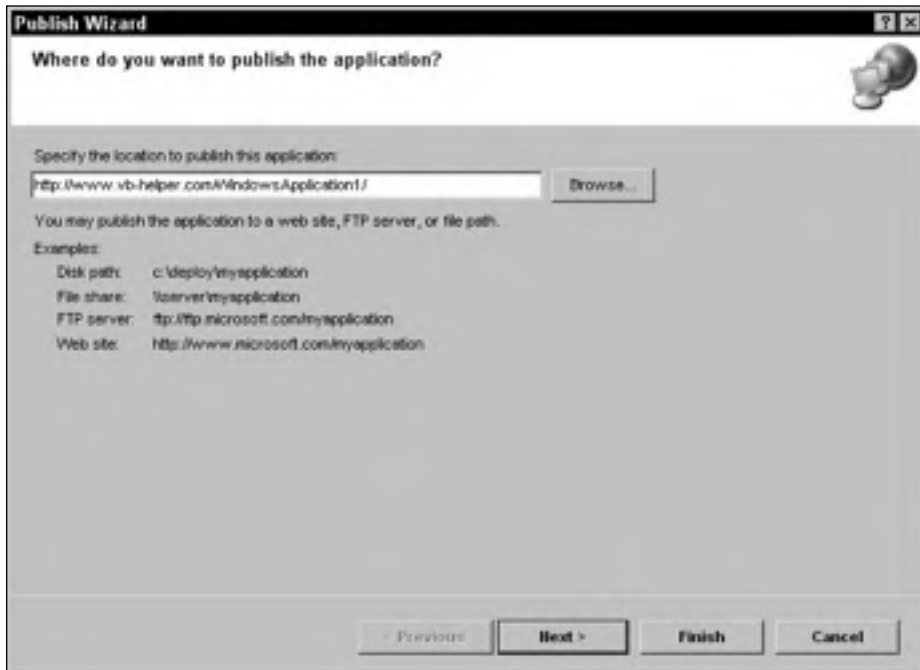 Publish Wizard
Where do you want to publish the application?
Specify the location to publish this application:
http://www.vb-helper.com/WindowsApplication1/
Browse...
You may publish the application to a web site, FTP server, or file path.
Examples:
Disk path: c:\deploy\myapplication
File share: \\server\myapplication
FTP server: ftp://ftp.microsoft.com/myapplication
Web site: http://www.microsoft.com/myapplication
< Previous Next > Finish Cancel